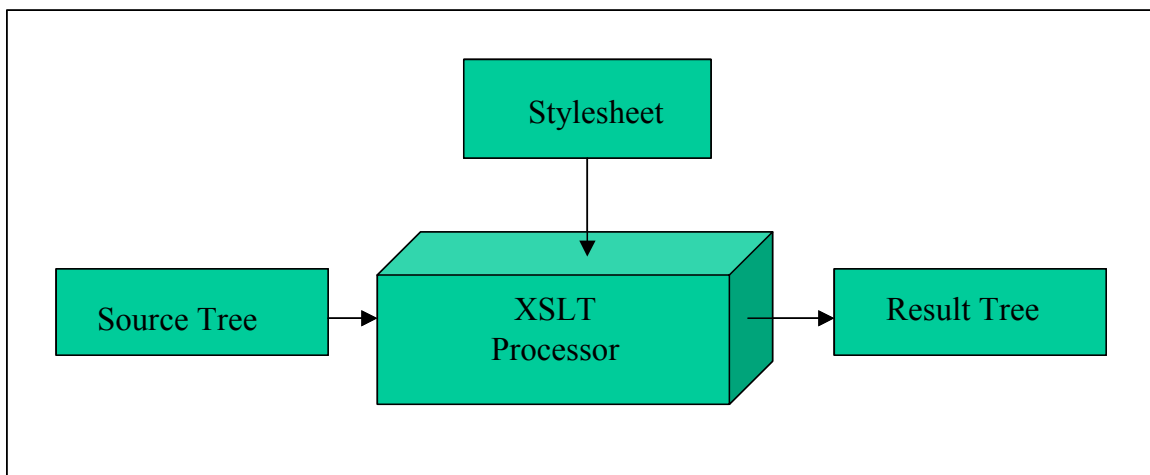 Stylesheet
Source Tree
XSLT
Processor
Result Tree